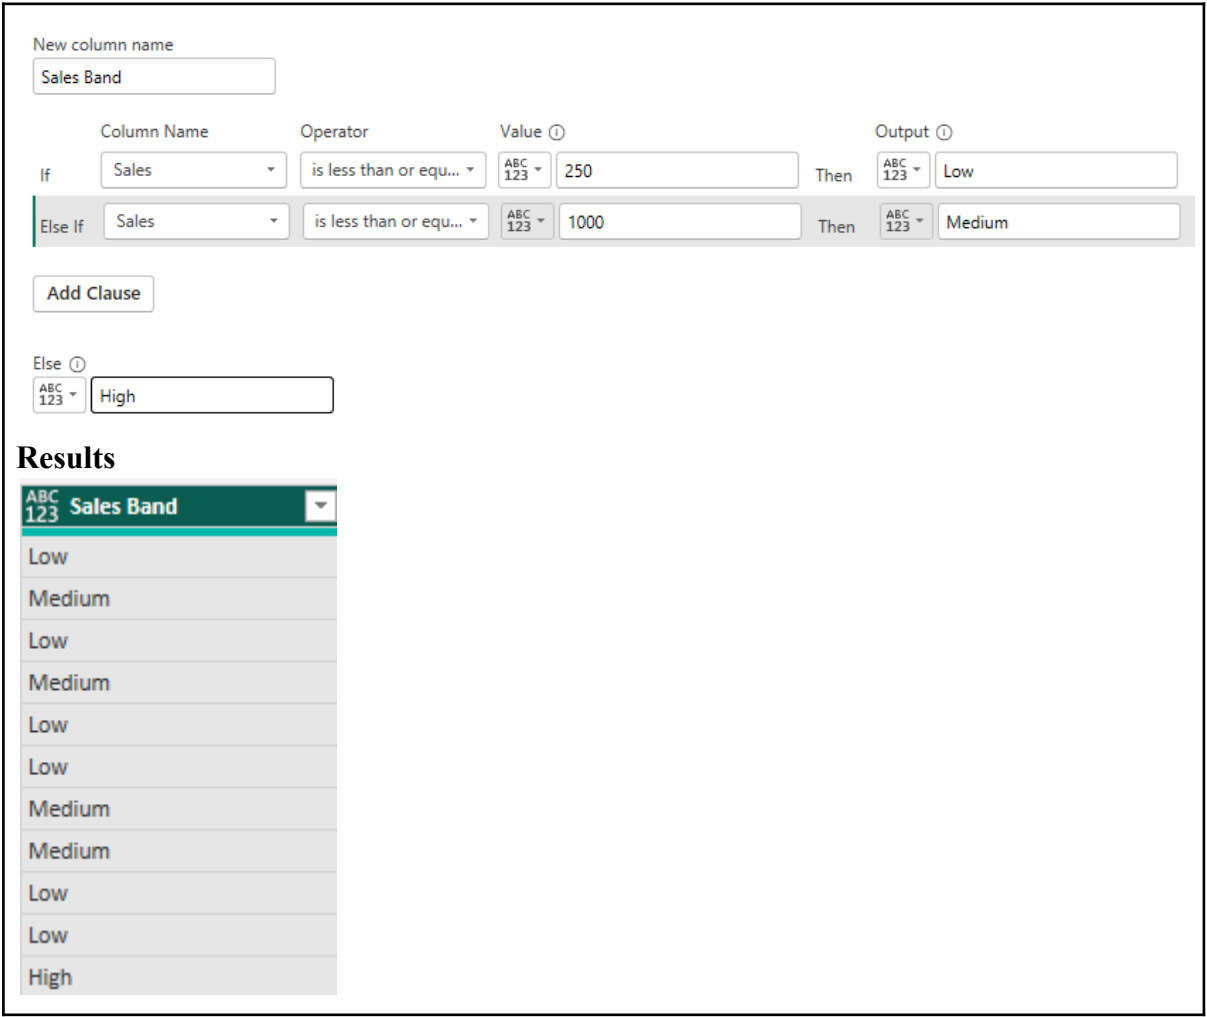 New column name
Sales Band
Column Name Operator Value Output
If Sales is less than or equ... ABC 123 250 Then ABC 123 Low
Else If Sales is less than or equ... ABC 123 1000 Then ABC 123 Medium
Add Clause
Else
ABC 123 High
Results
ABC 123 Sales Band
Low
Medium
Low
Medium
Low
Low
Medium
Medium
Low
Low
High